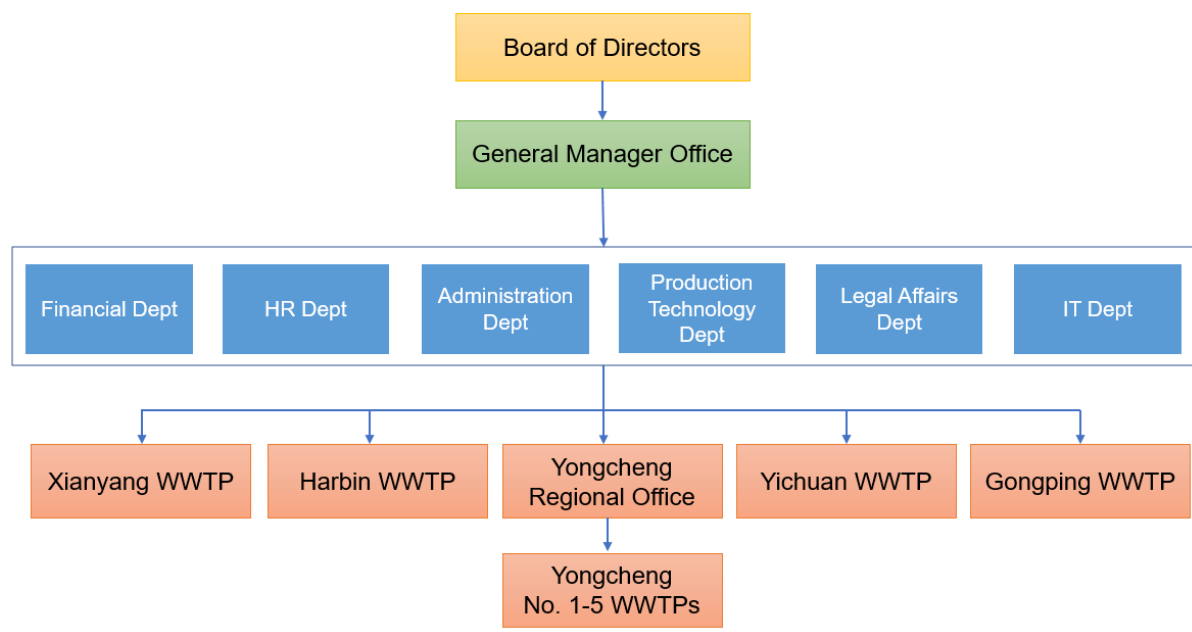 Board of Directors
General Manager Office
Financial Dept
HR Dept
Administration
Dept
Production
Technology
Dept
Legal Affairs
Dept
IT Dept
Xianyang WWTP
Harbin WWTP
Yongcheng
Regional Office
Yichuan WWTP
Gongping WWTP
Yongcheng
No. 1-5 WWTPs